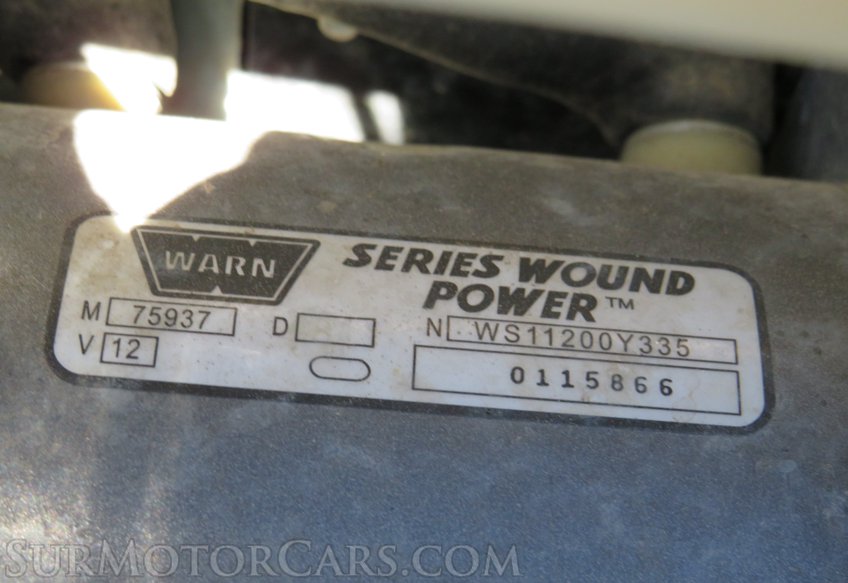 WARN
SERIES WOUND
POWER™
M 75937 D N WS11200Y335
V 12
0115866
SURMOTORCARS.COM